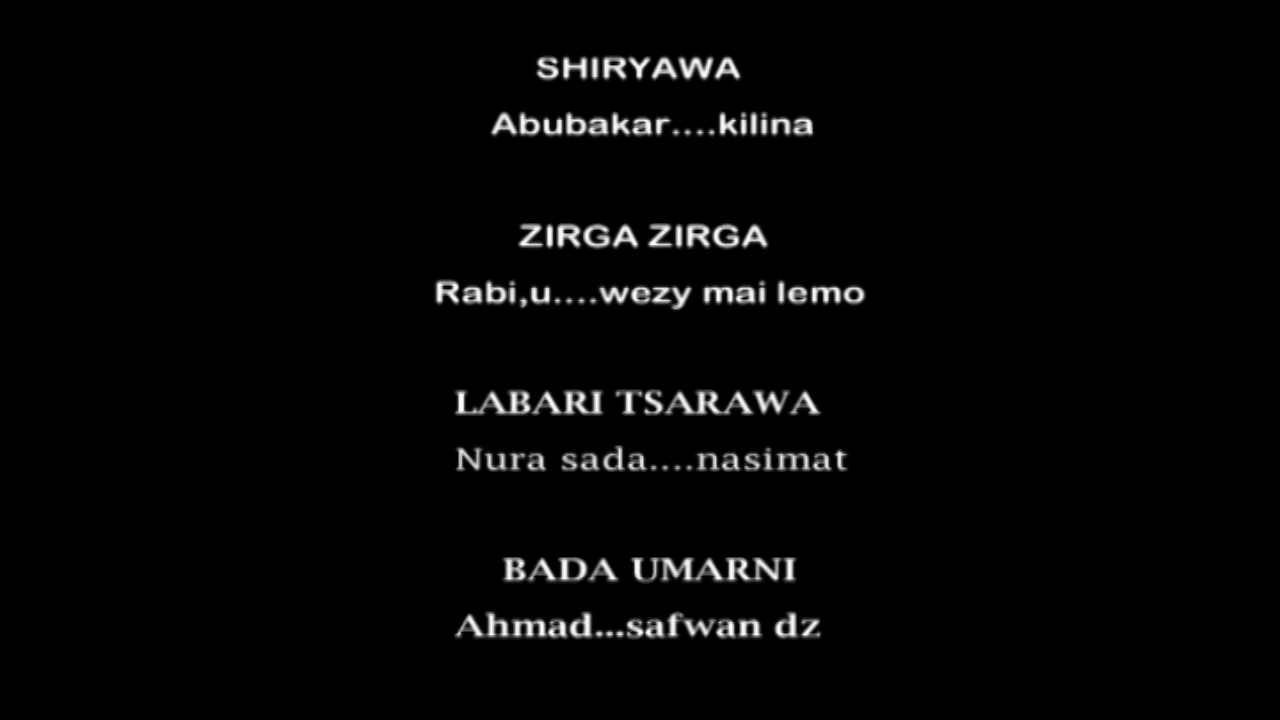 SHIRYAWA
Abubakar....kilina
ZIRGA ZIRGA
Rabi,u....wezy mai lemo
LABARI TSARAWA
Nura sada....nasimat
BADA UMARNI
Ahmad...safwan dz